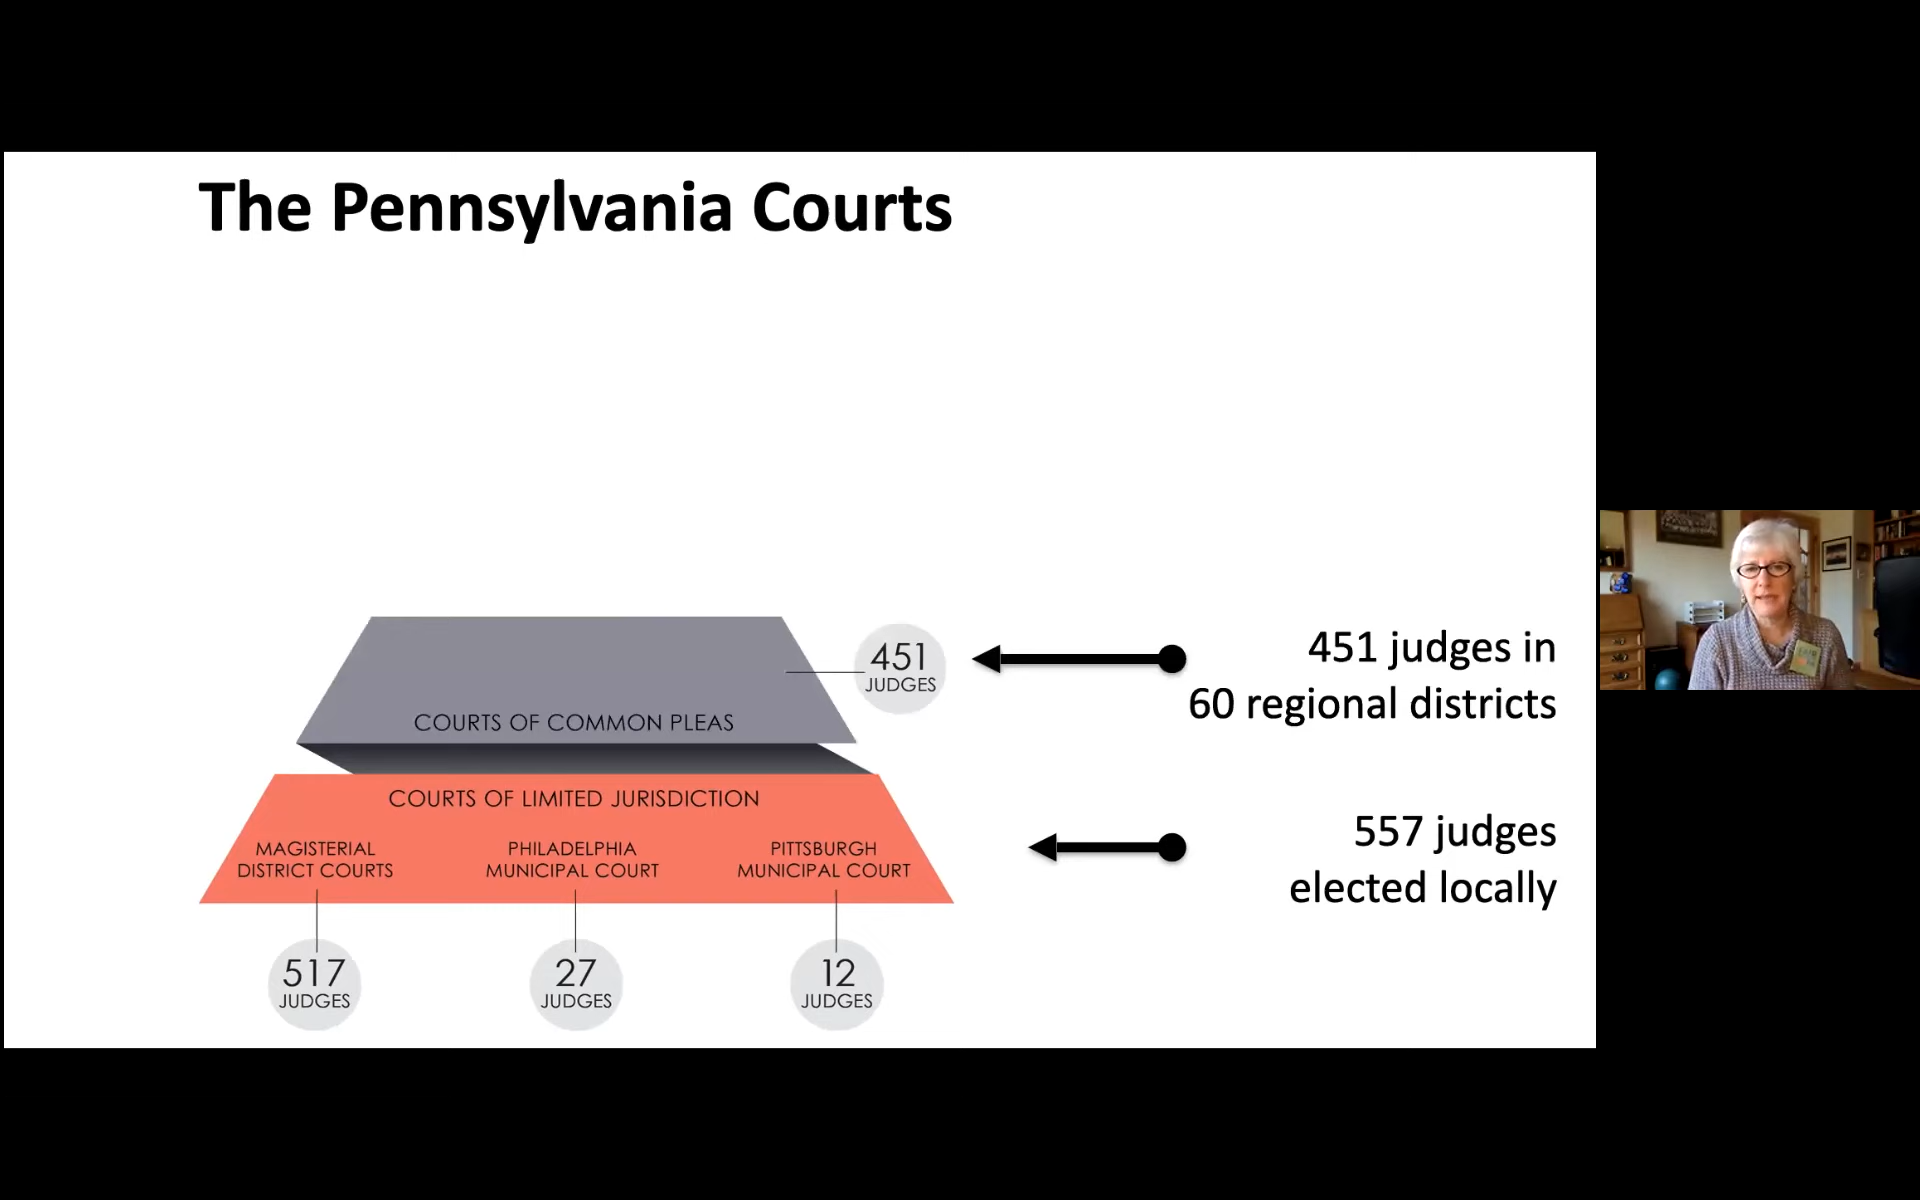 The Pennsylvania Courts
451
JUDGES
COURTS OF COMMON PLEAS
451 judges in
60 regional districts
COURTS OF LIMITED JURISDICTION
MAGISTERIAL
DISTRICT COURTS
PHILADELPHIA
MUNICIPAL COURT
PITTSBURGH
MUNICIPAL COURT
557 judges
elected locally
517
JUDGES
27
JUDGES
12
JUDGES